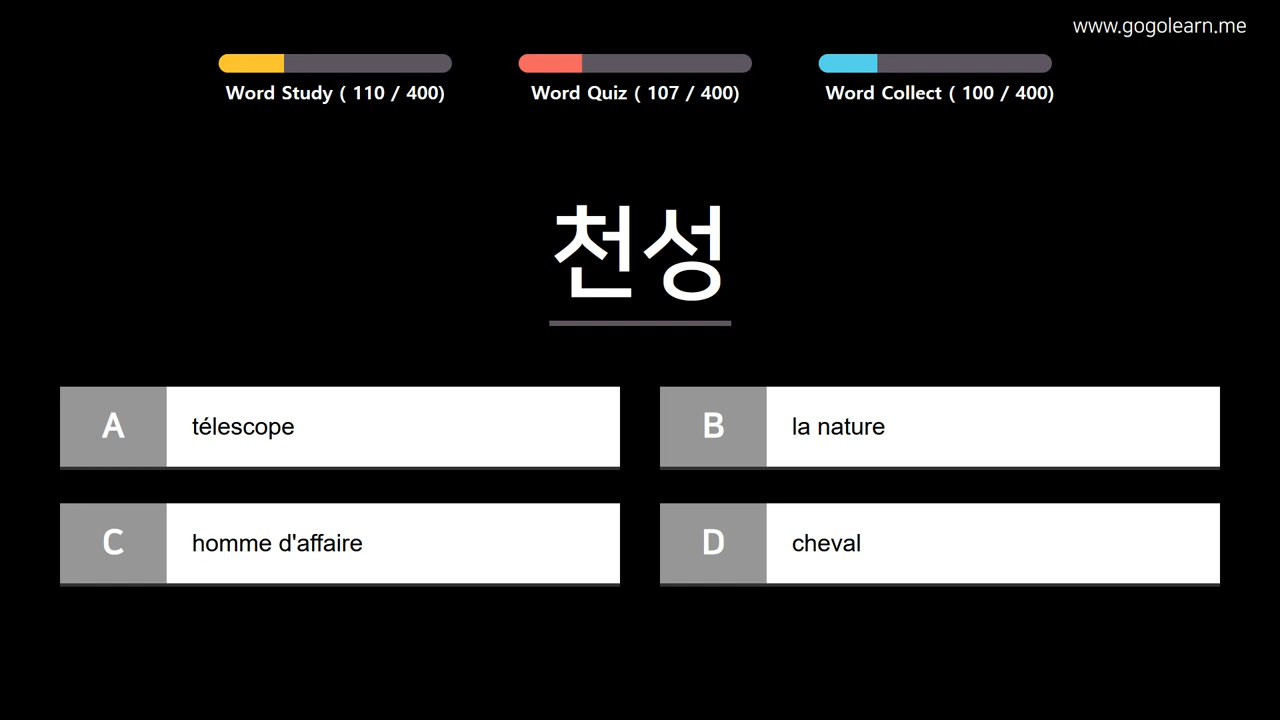 www.gogolearn.me
Word Study ( 110 / 400)
Word Quiz ( 107 / 400)
Word Collect ( 100 / 400)
천성
A télescope
B la nature
C homme d'affaire
D cheval